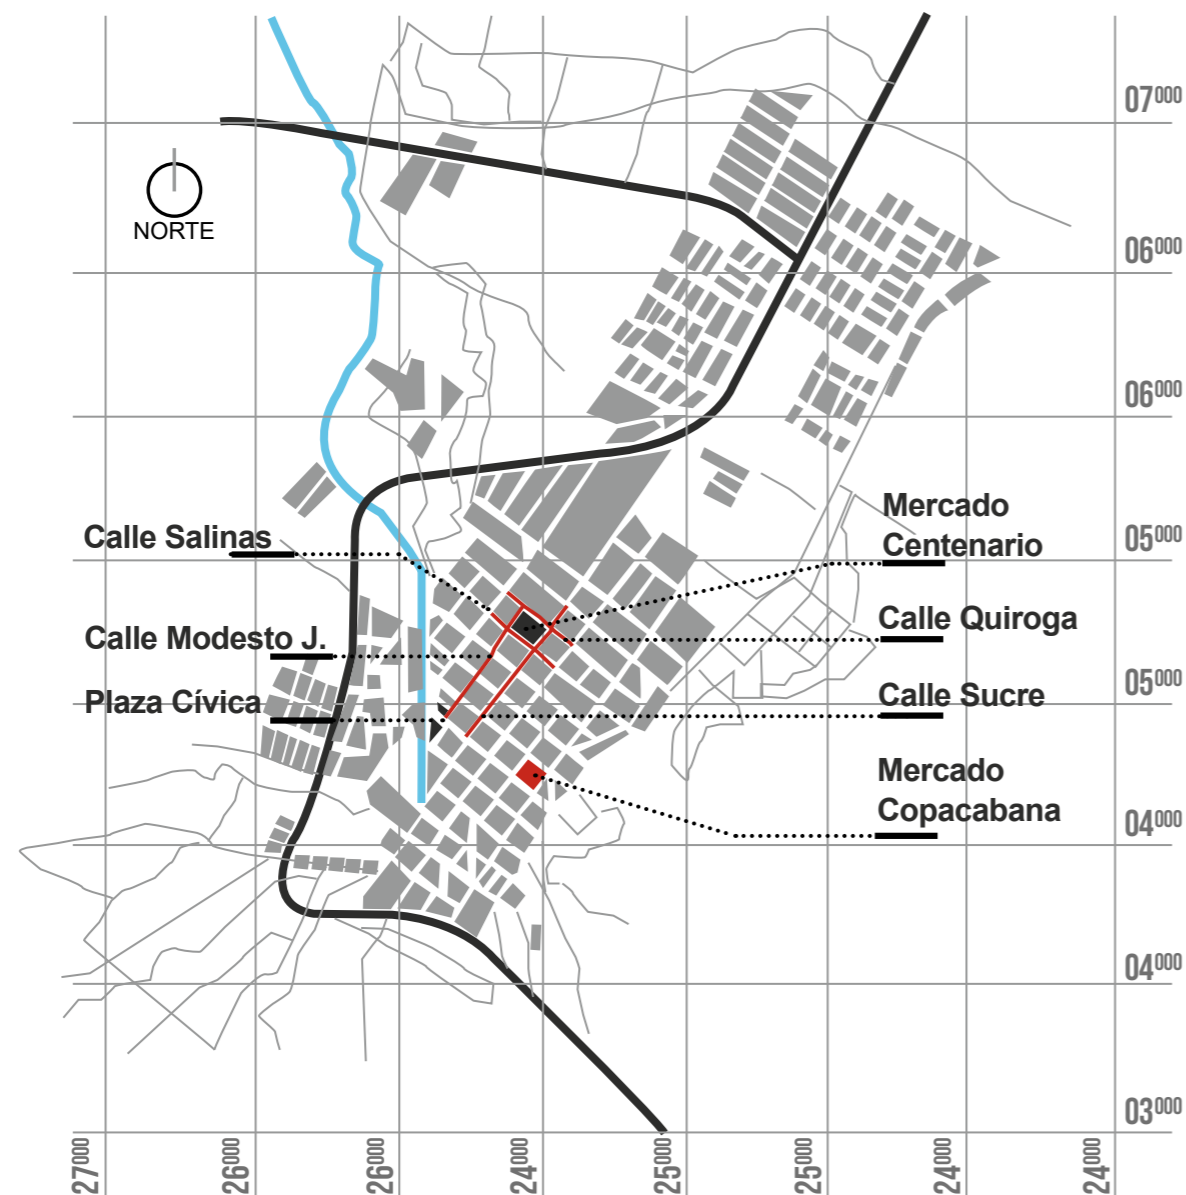 07000
NORTE
06000
06000
Mercado
Centenario
Calle Salinas
05000
Calle Quiroga
Calle Modesto J.
05000
Calle Sucre
Plaza Cívica
Mercado
Copacabana
04000
04000
03000
27000
26000
26000
24000
25000
25000
24000
24000